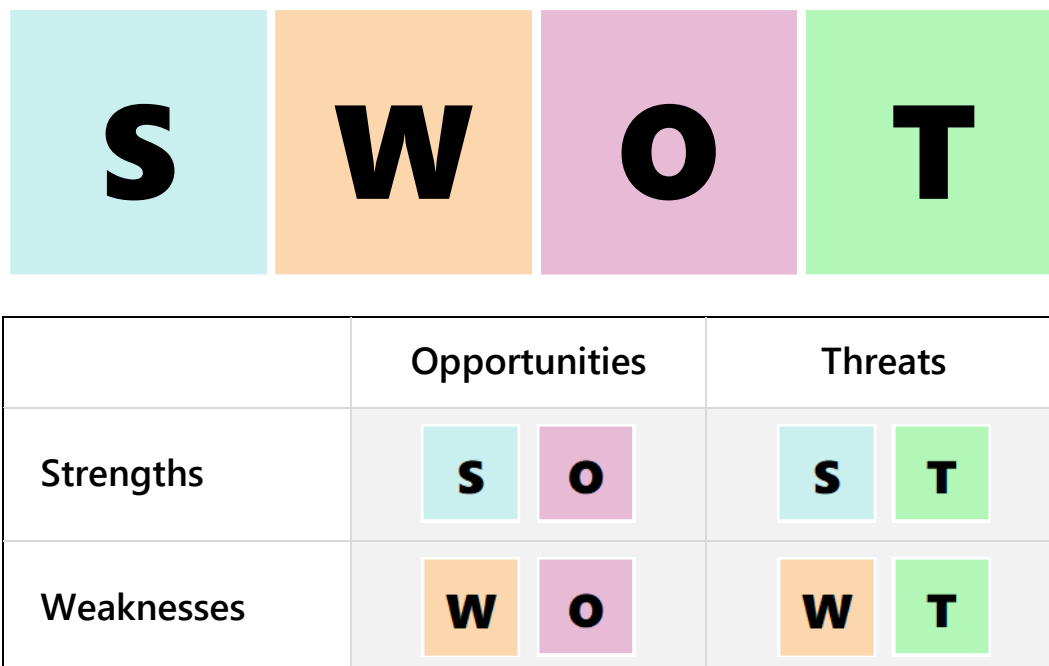 S W O T
Opportunities Threats
Strengths S O S T
Weaknesses W O W T